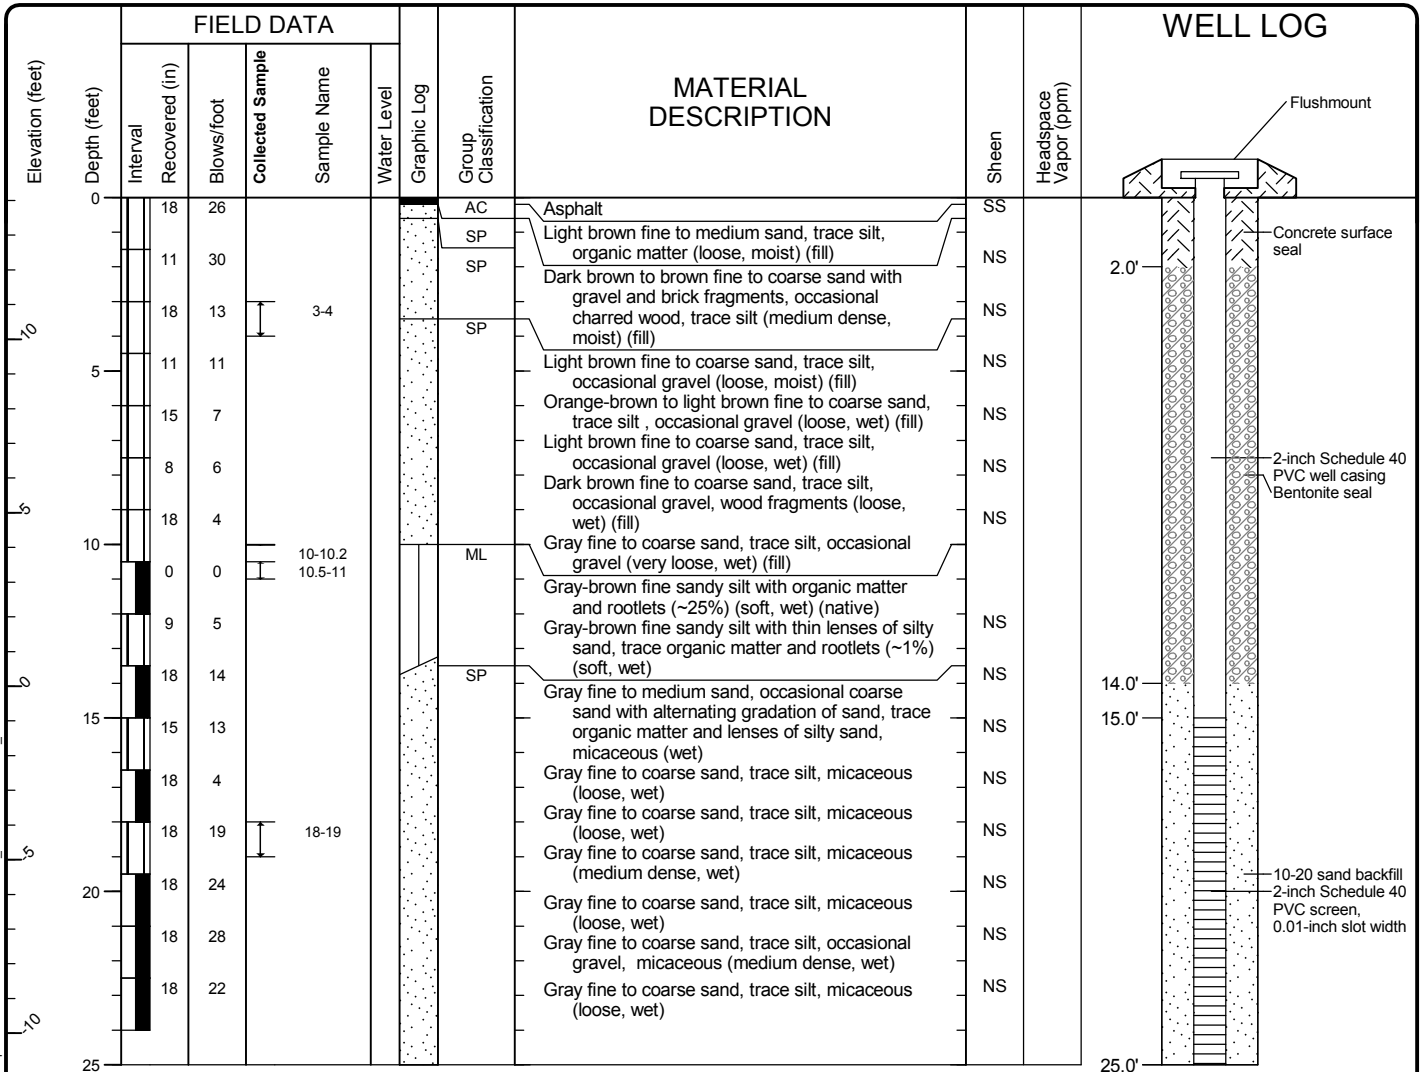 FIELD DATA
WELL LOG
Elevation (feet)
Depth (feet)
Interval
Recovered (in)
Blows/foot
Collected Sample
Sample Name
Water Level
Graphic Log
Group
Classification
MATERIAL
DESCRIPTION
Sheen
Headspace
Vapor (ppm)
Flushmount
0
18 26
AC
Asphalt
SS
SP
Light brown fine to medium sand, trace silt,
organic matter (loose, moist) (fill)
Concrete surface
seal
11 30
SP
NS
2.0'
Dark brown to brown fine to coarse sand with
gravel and brick fragments, occasional
charred wood, trace silt (medium dense,
moist) (fill)
18 13 3-4
NS
10
SP
5
11 11
Light brown fine to coarse sand, trace silt,
occasional gravel (loose, moist) (fill)
NS
Orange-brown to light brown fine to coarse sand,
trace silt , occasional gravel (loose, wet) (fill)
15 7
NS
Light brown fine to coarse sand, trace silt,
occasional gravel (loose, wet) (fill)
8 6
NS
2-inch Schedule 40
PVC well casing
Bentonite seal
Dark brown fine to coarse sand, trace silt,
occasional gravel, wood fragments (loose,
wet) (fill)
5
18 4
NS
10
10-10.2
ML
Gray fine to coarse sand, trace silt, occasional
gravel (very loose, wet) (fill)
0 0 10.5-11
Gray-brown fine sandy silt with organic matter
and rootlets (~25%) (soft, wet) (native)
9 5
NS
Gray-brown fine sandy silt with thin lenses of silty
sand, trace organic matter and rootlets (~1%)
(soft, wet)
0
18 14
SP
NS
14.0'
Gray fine to medium sand, occasional coarse
sand with alternating gradation of sand, trace
organic matter and lenses of silty sand,
micaceous (wet)
15
15 13
NS
15.0'
18 4
Gray fine to coarse sand, trace silt, micaceous
(loose, wet)
NS
Gray fine to coarse sand, trace silt, micaceous
(loose, wet)
18 19 18-19
NS
-5
Gray fine to coarse sand, trace silt, micaceous
(medium dense, wet)
20
18 24
NS
10-20 sand backfill
2-inch Schedule 40
PVC screen,
0.01-inch slot width
Gray fine to coarse sand, trace silt, micaceous
(loose, wet)
18 28
Gray fine to coarse sand, trace silt, occasional
gravel, micaceous (medium dense, wet)
NS
18 22
Gray fine to coarse sand, trace silt, micaceous
(loose, wet)
NS
-10
25
25.0'